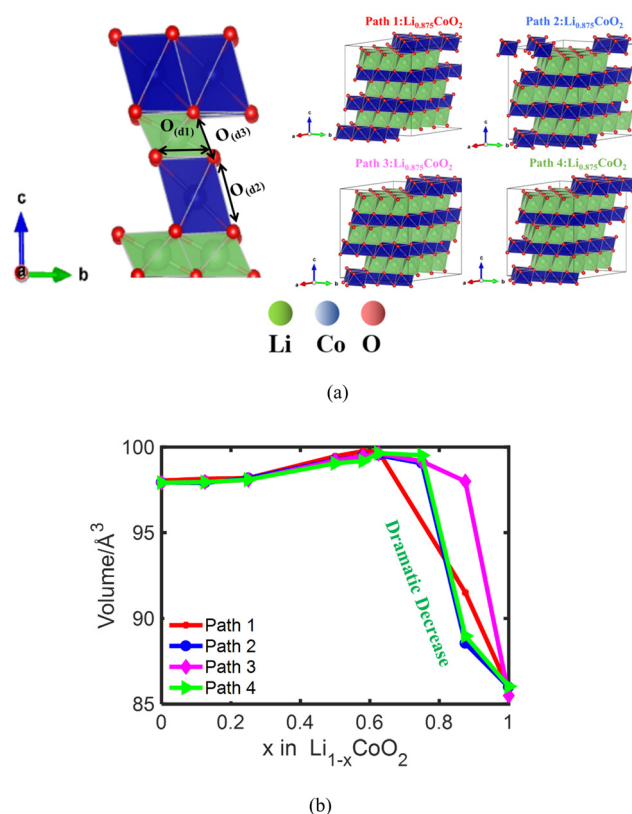 Path 1:Li0.875CoO2 Path 2:Li0.875CoO2
O(d1) O(d3)
O(d2)
Path 3:Li0.875CoO2 Path 4:Li0.875CoO2
c
a b
c
a b
c
a b
c
a b
c
a b
Li Co O
(a)
100
95
90
85
Volume/Å³
Dramatic Decrease
Path 1
Path 2
Path 3
Path 4
0 0.2 0.4 0.6 0.8 1
x in Li1-xCoO2
(b)